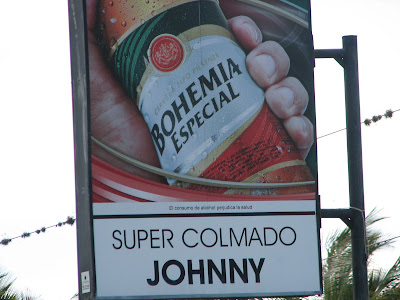 BOHEMIA
ESPECIAL
El consumo de alcohol perjudica la salud
SUPER COLMADO
JOHNNY